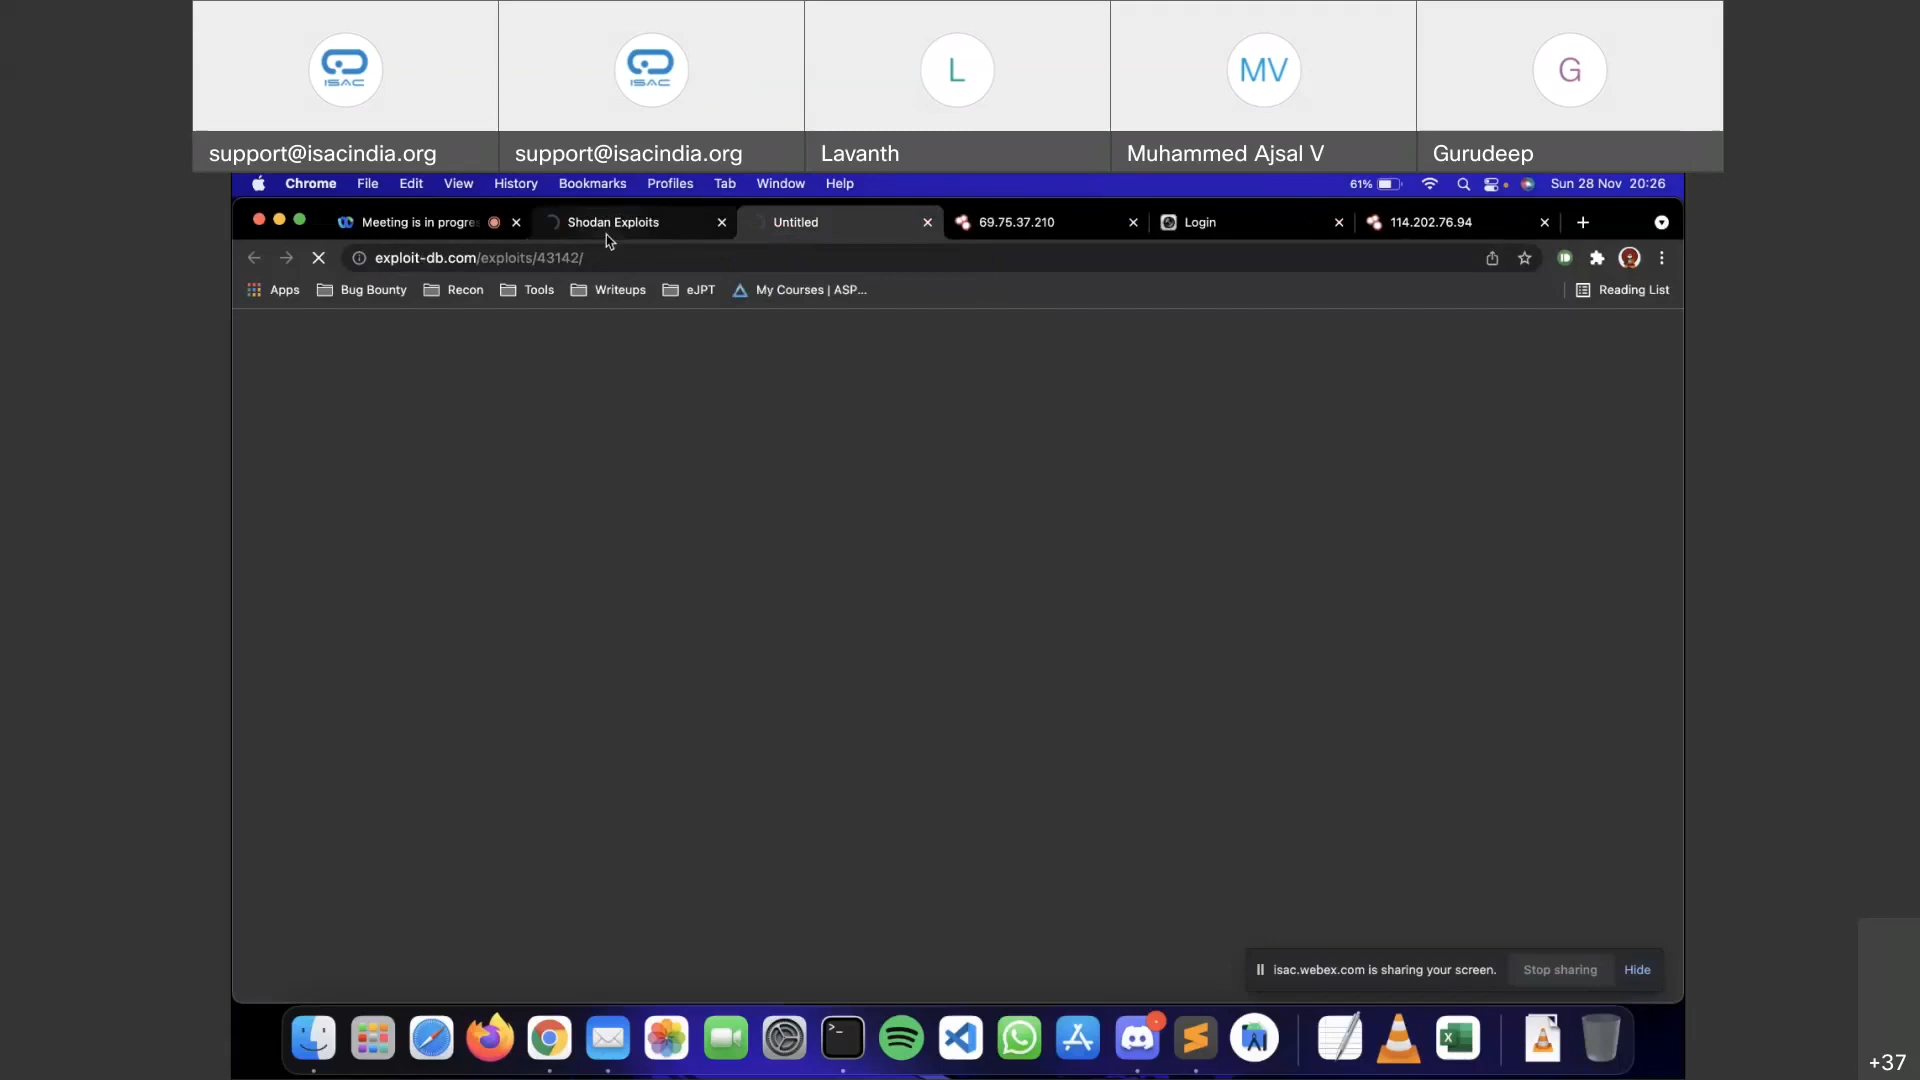 ISAC
ISAC
L
MV
G
support@isacindia.org
support@isacindia.org
Lavanth
Muhammed Ajsal V
Gurudeep
Chrome File Edit View History Bookmarks Profiles Tab Window Help
61%
Sun 28 Nov 20:26
Meeting is in progre
Shodan Exploits
Untitled
69.75.37.210
Login
114.202.76.94
exploit-db.com/exploits/43142/
Apps
Bug Bounty
Recon
Tools
Writeups
eJPT
My Courses | ASP...
Reading List
isac.webex.com is sharing your screen.
Stop sharing
Hide
+37